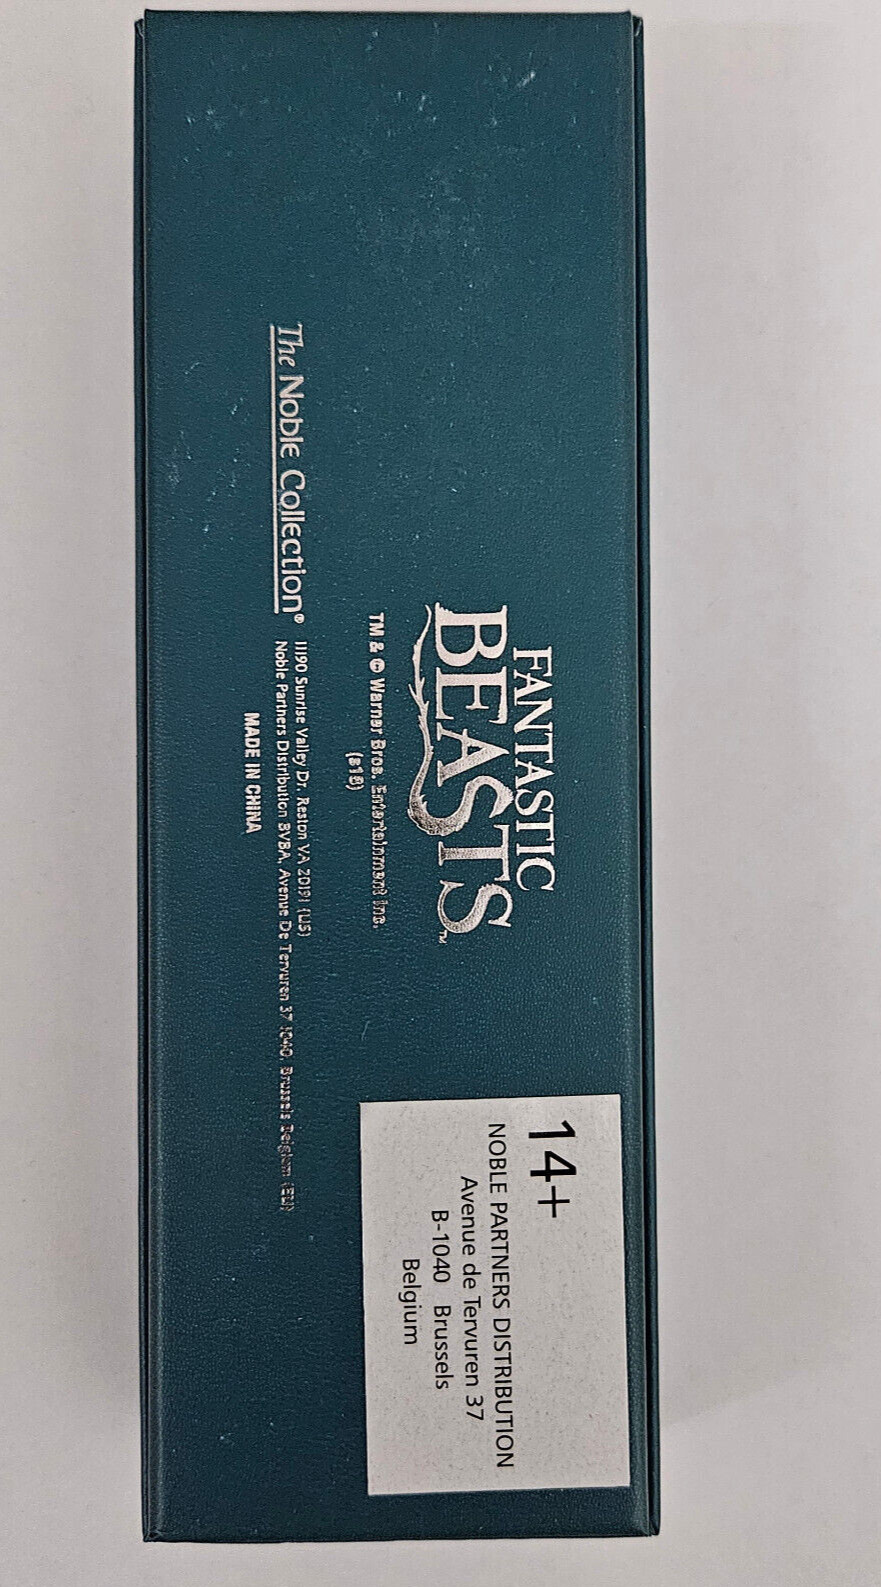 FANTASTIC
BEASTS™
TM & © Warner Bros. Entertainment Inc.
(s18)
The Noble Collection®
11190 Sunrise Valley Dr. Reston VA 20191 (US)
Noble Partners Distribution BVBA, Avenue De Tervuren 37 1040, Brussels Belgium (EU)
MADE IN CHINA
14+
NOBLE PARTNERS DISTRIBUTION
Avenue de Tervuren 37
B-1040 Brussels
Belgium